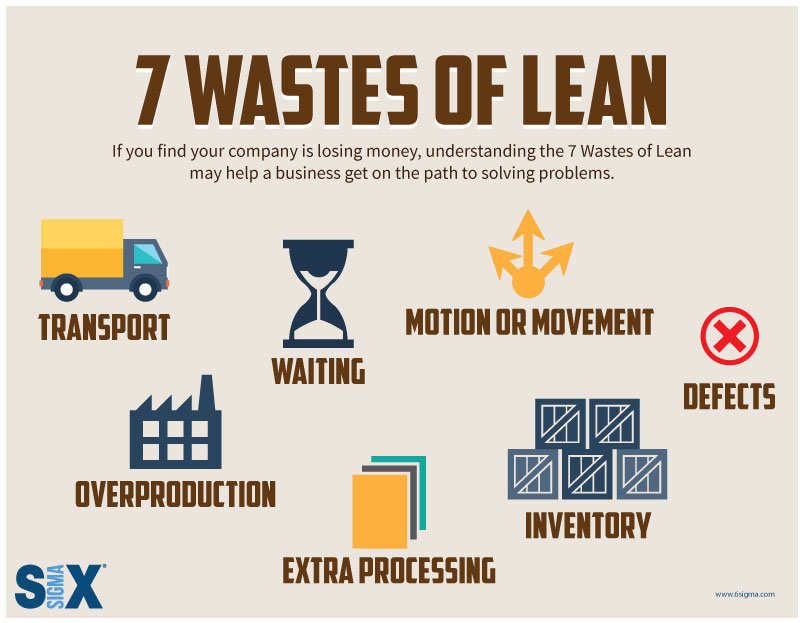 7 WASTES OF LEAN
If you find your company is losing money, understanding the 7 Wastes of Lean
may help a business get on the path to solving problems.
TRANSPORT
WAITING
MOTION OR MOVEMENT
DEFECTS
OVERPRODUCTION
EXTRA PROCESSING
INVENTORY
SIX SIGMA®
www.6sigma.com